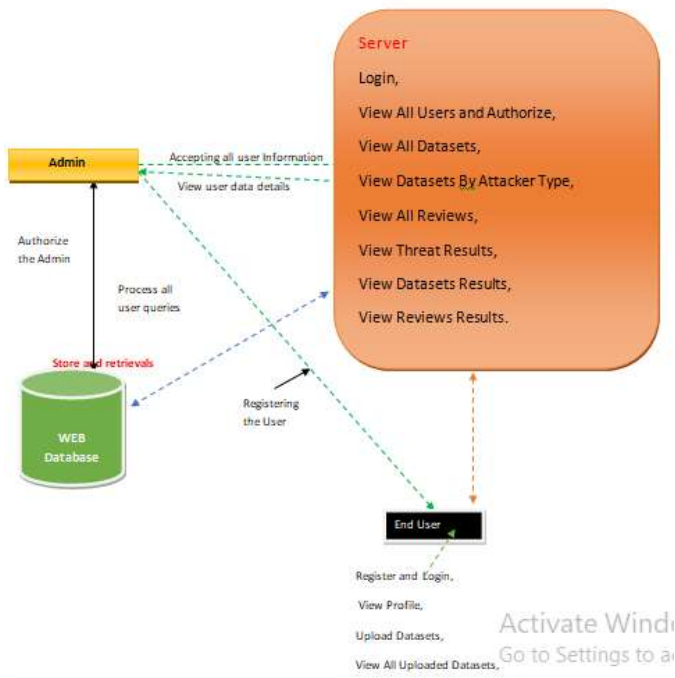 Server
Login,
View All Users and Authorize,
View All Datasets,
View Datasets By Attacker Type,
View All Reviews,
View Threat Results,
View Datasets Results,
View Reviews Results.
Admin
Accepting all user Information
View user data details
Authorize
the Admin
Process all
user queries
Store and retrievals
WEB
Database
Registering
the User
End User
Register and Login,
View Profile,
Upload Datasets,
View All Uploaded Datasets,
Activate Windo
Go to Settings to ac